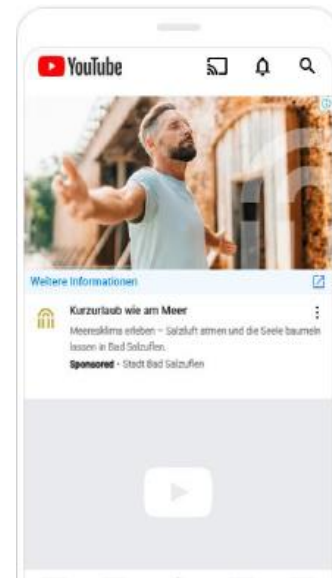 YouTube
Weitere Informationen
Kurzurlaub wie am Meer
Meeresklima erleben – Salzluft atmen und die Seele baumeln
lassen in Bad Salzuflen.
Sponsored - Stadt Bad Salzuflen